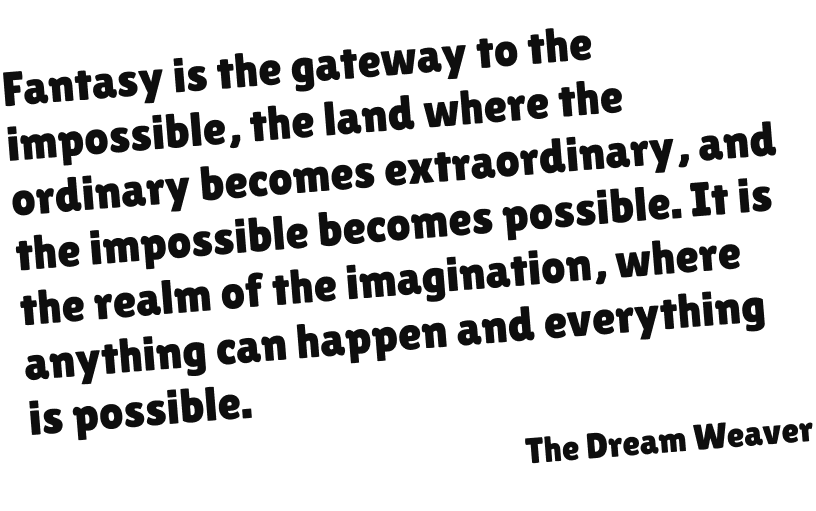 Fantasy is the gateway to the
impossible, the land where the
ordinary becomes extraordinary, and
the impossible becomes possible. It is
the realm of the imagination, where
anything can happen and everything
is possible.
The Dream Weaver